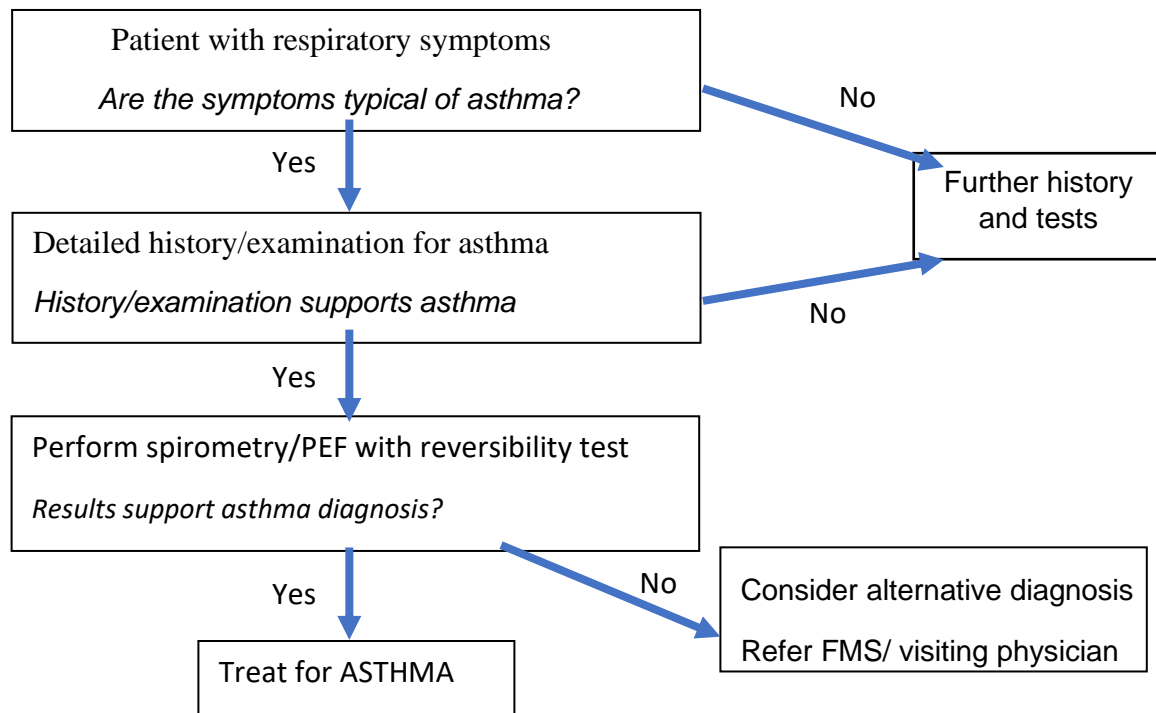 Patient with respiratory symptoms
Are the symptoms typical of asthma?
No
Yes
Further history
and tests
Detailed history/examination for asthma
History/examination supports asthma
No
Yes
Perform spirometry/PEF with reversibility test
Results support asthma diagnosis?
No
Yes
Consider alternative diagnosis
Refer FMS/ visiting physician
Treat for ASTHMA